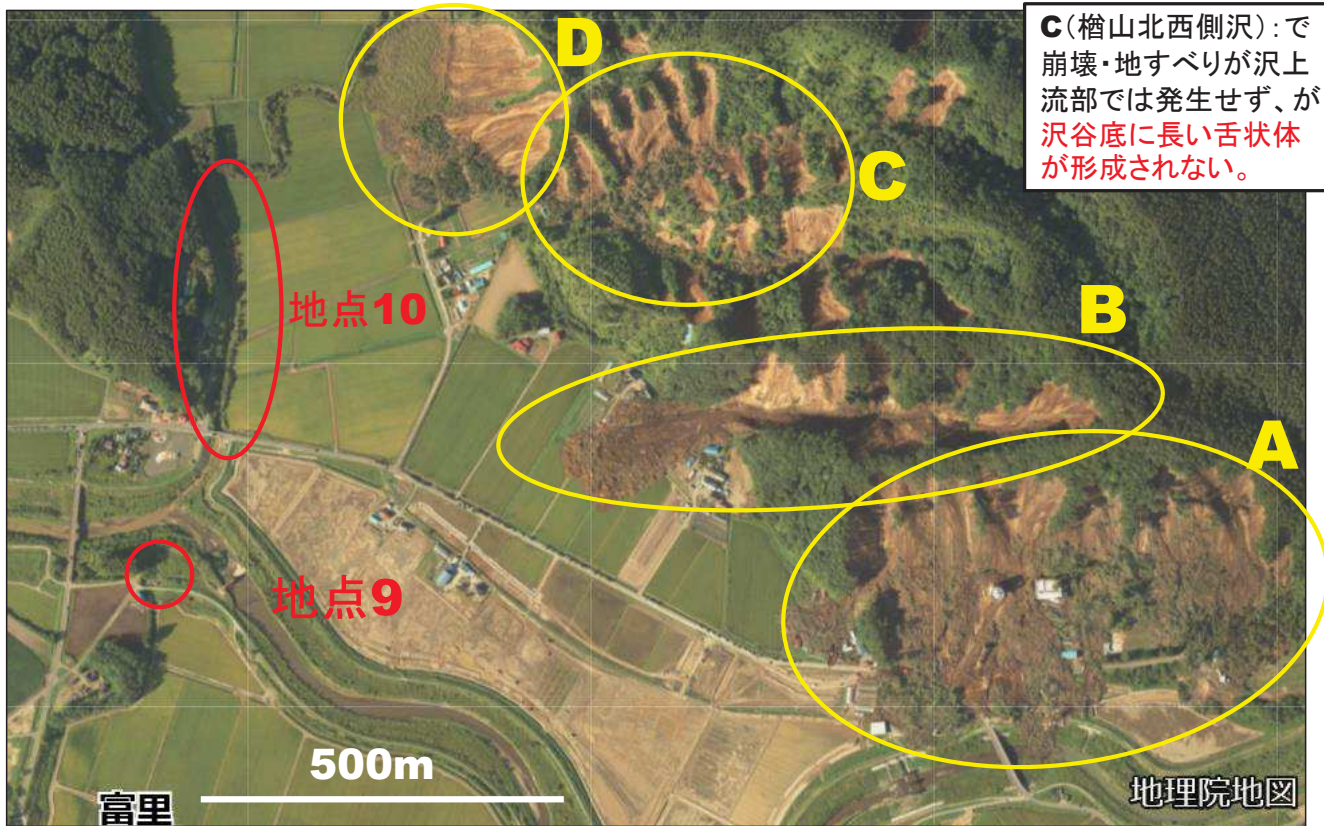 C(楢山北西側沢):で
崩壊・地すべりが沢上
流部では発生せず、が
沢谷底に長い舌状体
が形成されない。
D
C
地点10
B
A
地点9
500m
富里
地理院地図